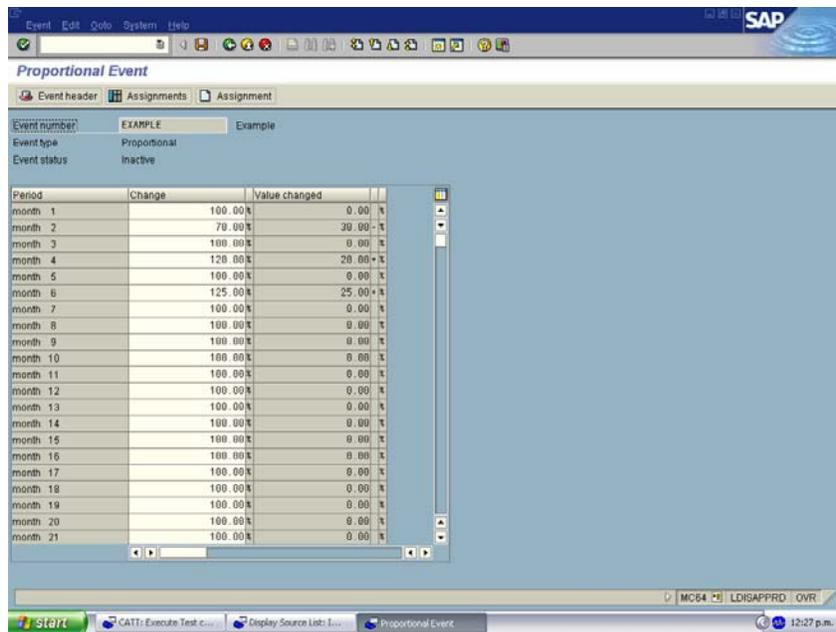 Event Edit Goto System Help
SAP
Proportional Event
Event header Assignments Assignment
Event number EXAMPLE Example
Event type Proportional
Event status Inactive
Period Change Value changed
month 1 100.00 % 0.00 %
month 2 70.00 % 30.00 - %
month 3 100.00 % 0.00 %
month 4 120.00 % 20.00 + %
month 5 100.00 % 0.00 %
month 6 125.00 % 25.00 + %
month 7 100.00 % 0.00 %
month 8 100.00 % 0.00 %
month 9 100.00 % 0.00 %
month 10 100.00 % 0.00 %
month 11 100.00 % 0.00 %
month 12 100.00 % 0.00 %
month 13 100.00 % 0.00 %
month 14 100.00 % 0.00 %
month 15 100.00 % 0.00 %
month 16 100.00 % 0.00 %
month 17 100.00 % 0.00 %
month 18 100.00 % 0.00 %
month 19 100.00 % 0.00 %
month 20 100.00 % 0.00 %
month 21 100.00 % 0.00 %
MC64 LDISAPPRD OVR
start CATT: Execute Test c... Display Source List: I... Proportional Event 12:27 p.m.